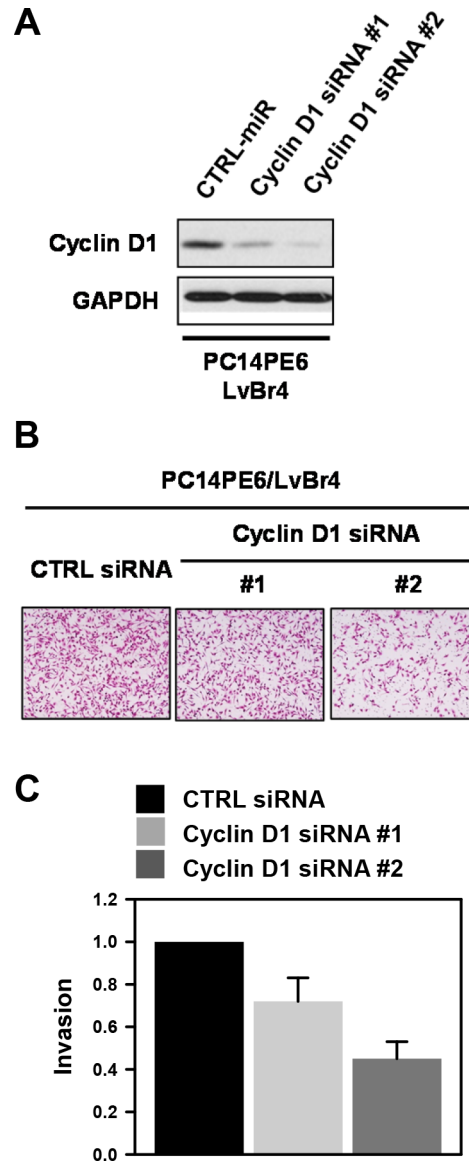 A
CTRL-miR
Cyclin D1 siRNA #1
Cyclin D1 siRNA #2
Cyclin D1
GAPDH
PC14PE6
LvBr4
B
PC14PE6/LvBr4
Cyclin D1 siRNA
CTRL siRNA
#1 #2
C
CTRL siRNA
Cyclin D1 siRNA #1
Cyclin D1 siRNA #2
1.2
1.0
0.8
0.6
0.4
0.2
0.0
Invasion